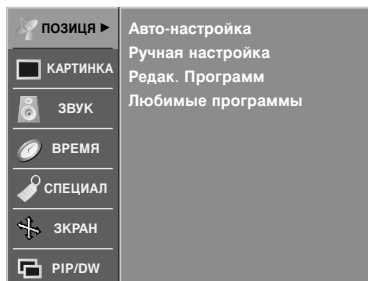 ПОЗИЦЯ ►
КАРТИНКА
ЗВУК
ВРЕМЯ
СПЕЦИАЛ
ЗКРАН
PIP/DW
Авто-настройка
Ручная настройка
Редак. Программ
Любимые программы